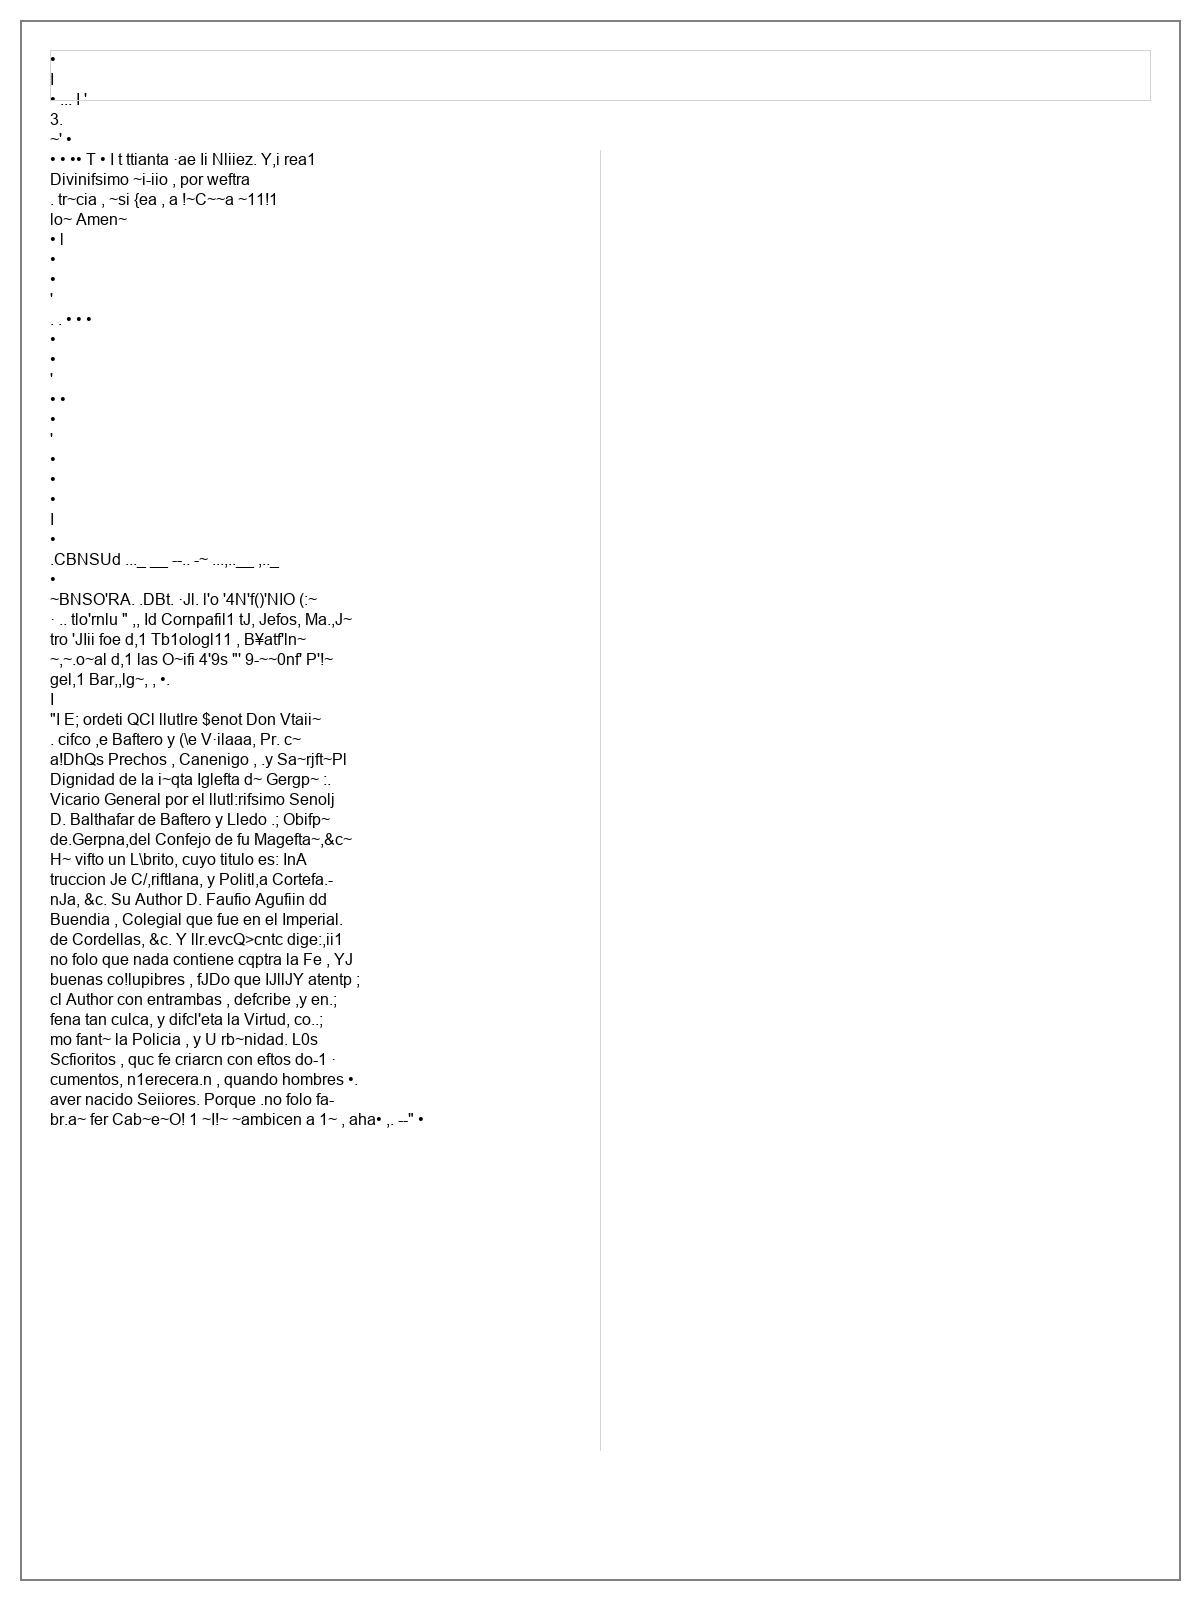 •
I
• ... I '
3.
~' •
• • •• T • I t ttianta ·ae Ii Nliiez. Y,i rea1
Divinifsimo ~i-iio , por weftra
. tr~cia , ~si {ea , a !~C~~a ~11!1
lo~ Amen~
• I
•
•
'
. . • • •
•
•
'
• •
•
'
•
•
•
I
•
.CBNSUd ..._ __ --.. -~ ...,..__ ,.._
•
~BNSO'RA. .DBt. ·Jl. l'o '4N'f()'NIO (:~
· .. tlo'rnlu " ,, Id Cornpafil1 tJ, Jefos, Ma.,J~
tro 'JIii foe d,1 Tb1ologl11 , B¥atf'ln~
~,~.o~al d,1 las O~ifi 4'9s "' 9-~~0nf' P'!~
gel,1 Bar,,lg~, , •.
I
"I E; ordeti QCl llutlre $enot Don Vtaii~
. cifco ,e Baftero y (\e V·ilaaa, Pr. c~
a!DhQs Prechos , Canenigo , .y Sa~rjft~Pl
Dignidad de la i~qta Iglefta d~ Gergp~ :.
Vicario General por el llutl:rifsimo Senolj
D. Balthafar de Baftero y Lledo .; Obifp~
de.Gerpna,del Confejo de fu Magefta~,&c~
H~ vifto un L\brito, cuyo titulo es: InA
truccion Je C/,riftlana, y Politl,a Cortefa.-
nJa, &c. Su Author D. Faufio Agufiin dd
Buendia , Colegial que fue en el Imperial.
de Cordellas, &c. Y llr.evcQ>cntc dige:,ii1
no folo que nada contiene cqptra la Fe , YJ
buenas co!lupibres , fJDo que IJllJY atentp ;
cl Author con entrambas , defcribe ,y en.;
fena tan culca, y difcl'eta la Virtud, co..;
mo fant~ la Policia , y U rb~nidad. L0s
Scfioritos , quc fe criarcn con eftos do-1 ·
cumentos, n1erecera.n , quando hombres •.
aver nacido Seiiores. Porque .no folo fa-
br.a~ fer Cab~e~O! 1 ~I!~ ~ambicen a 1~ , aha• ,. --" •